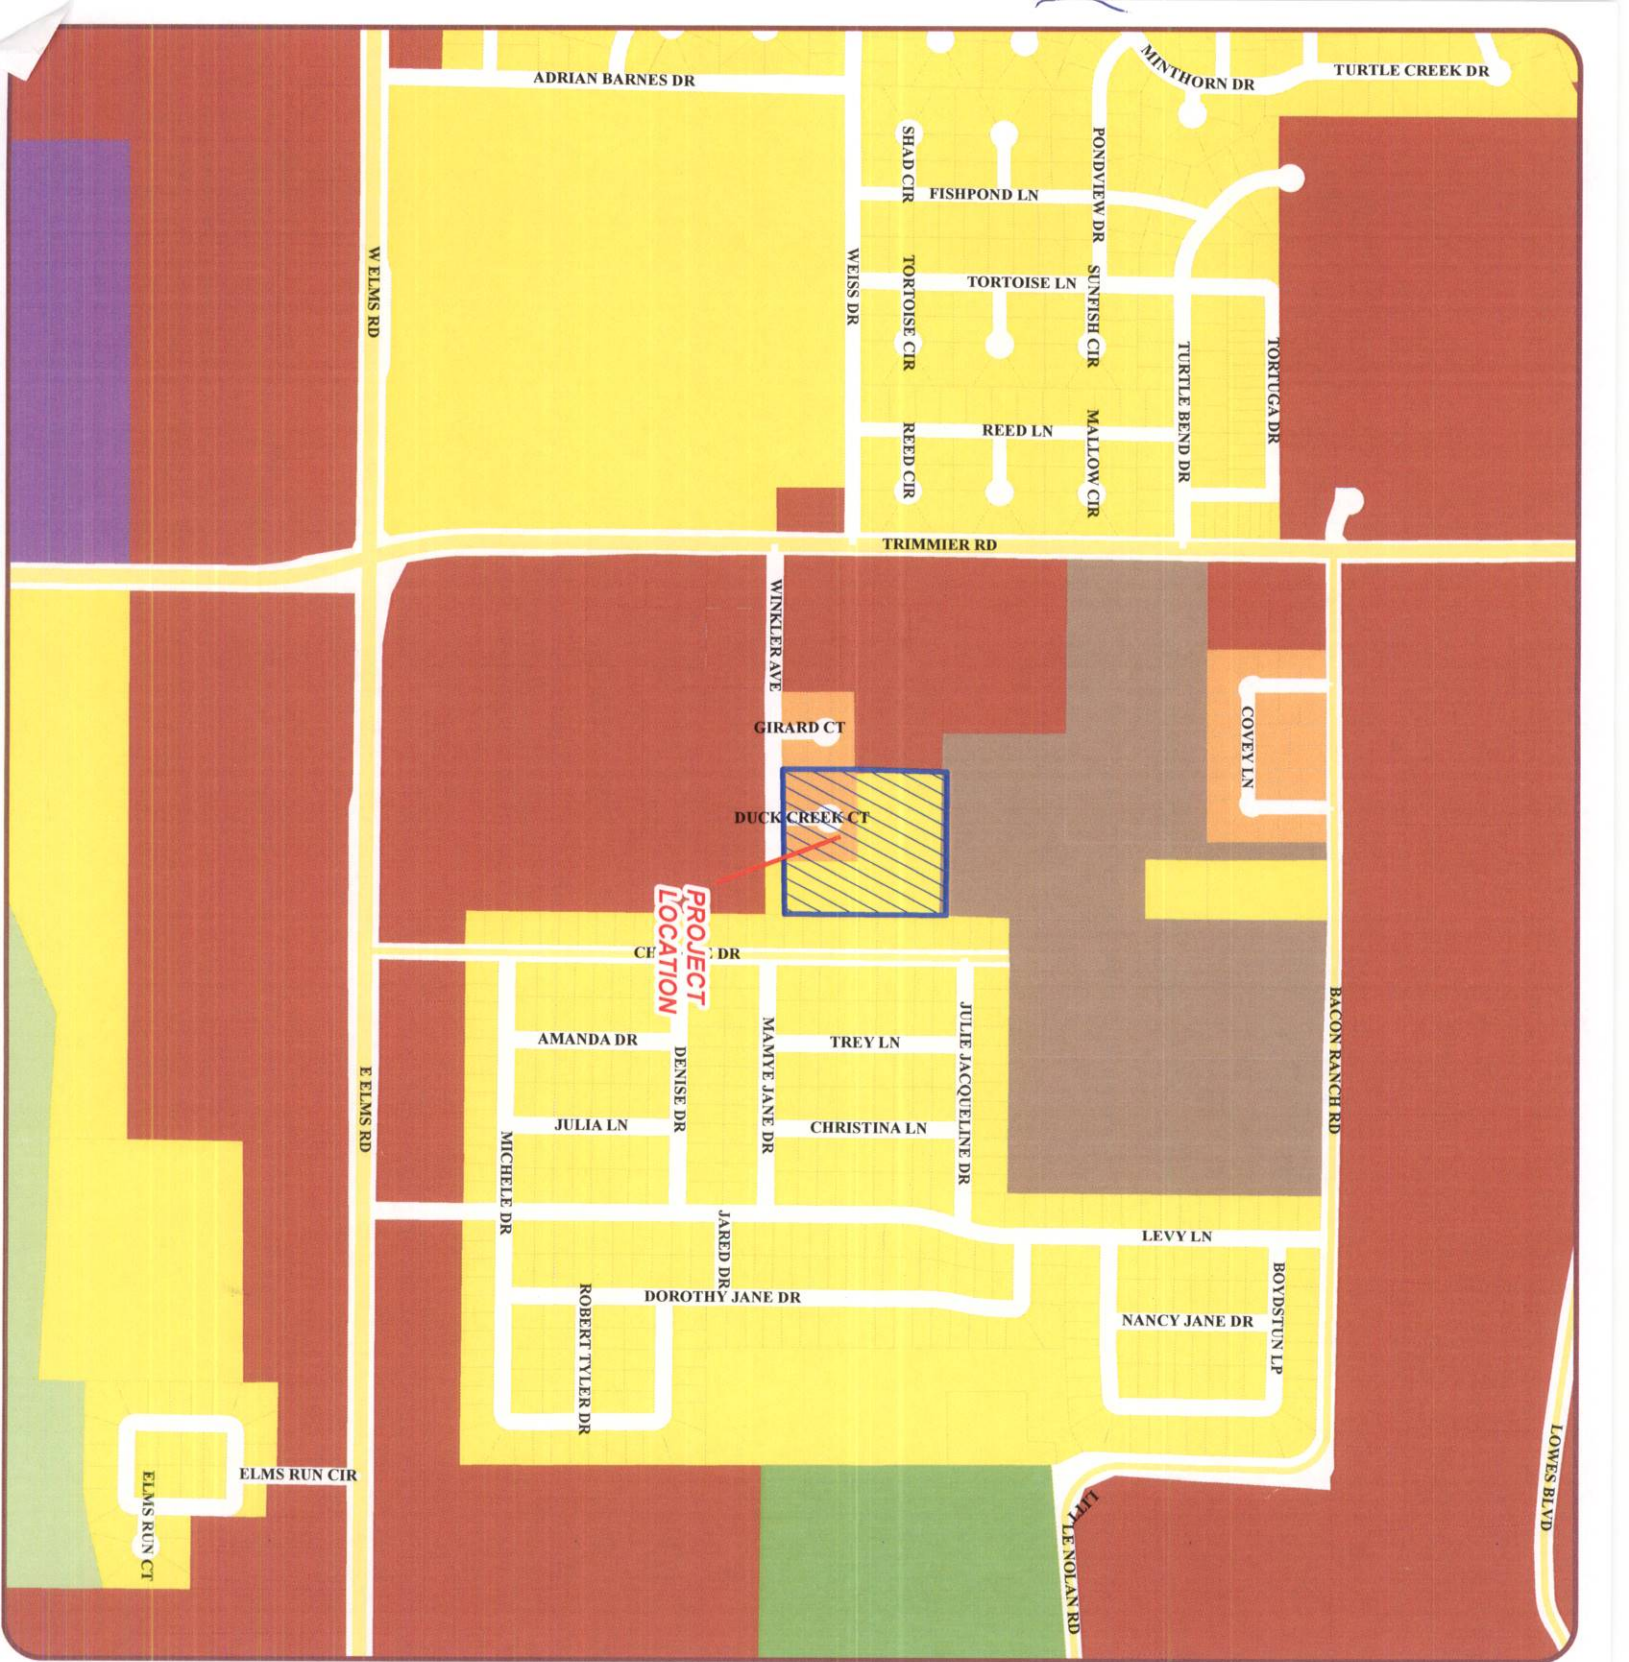 ADRIAN BARNES DR
MINTHORN DR
TURTLE CREEK DR
SHAD CIR
PONDVIEW DR
FISHPOND LN
W ELMS RD
WEISS DR
TORTOISE CIR
TORTOISE LN
SUNFISH CIR
TURTLE BEND DR
TORTUGA DR
REED CIR
REED LN
MALLOW CIR
TRIMMIER RD
WINKLER AVE
GIRARD CT
COVEY LN
DUCK CREEK CT
PROJECT
LOCATION
CH E DR
AMANDA DR
DENISE DR
MAMYE JANE DR
TREY LN
JULIE JACQUELINE DR
BACON RANCH RD
E ELMS RD
JULIA LN
CHRISTINA LN
MICHELE DR
JARED DR
LEVY LN
DOROTHY JANE DR
ROBERT TYLER DR
NANCY JANE DR
BOYDSTUN LP
ELMS RUN CIR
ELMS RUN CT
LITTLE NOLAN RD
LOWES BLVD